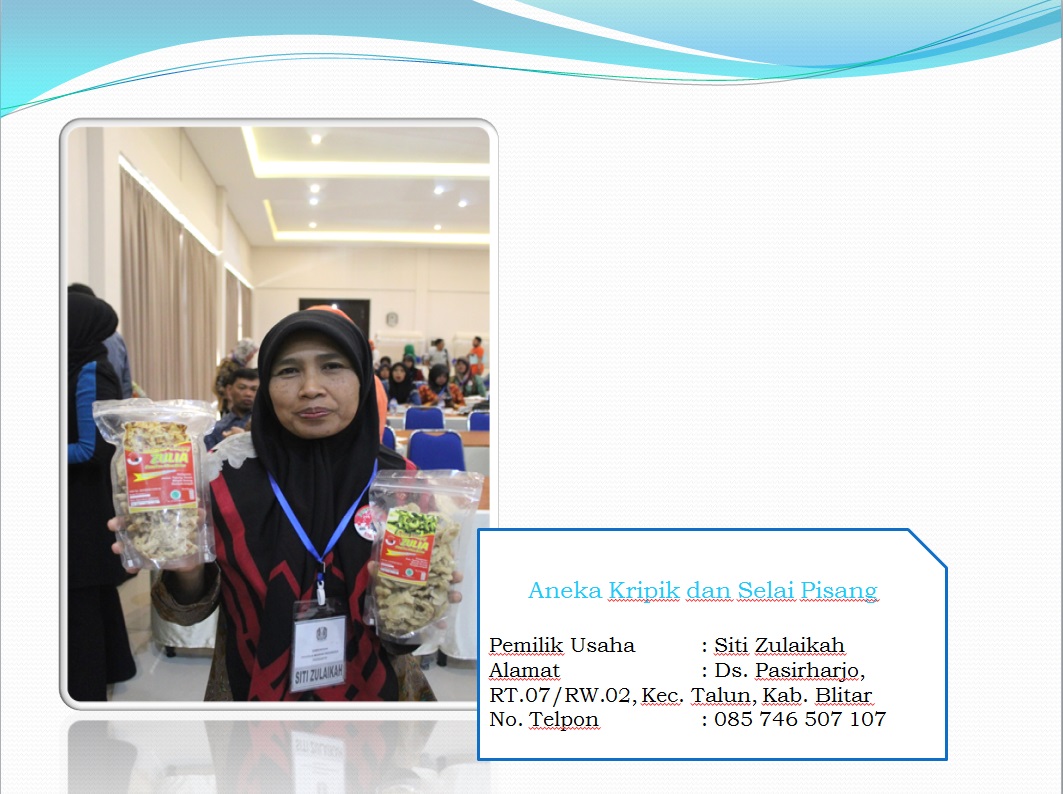 ZULIA
ZULIA
SITI ZULAIKAH
Aneka Kripik dan Selai Pisang
Pemilik Usaha : Siti Zulaikah
Alamat : Ds. Pasirharjo,
RT.07/RW.02, Kec. Talun, Kab. Blitar
No. Telpon : 085 746 507 107